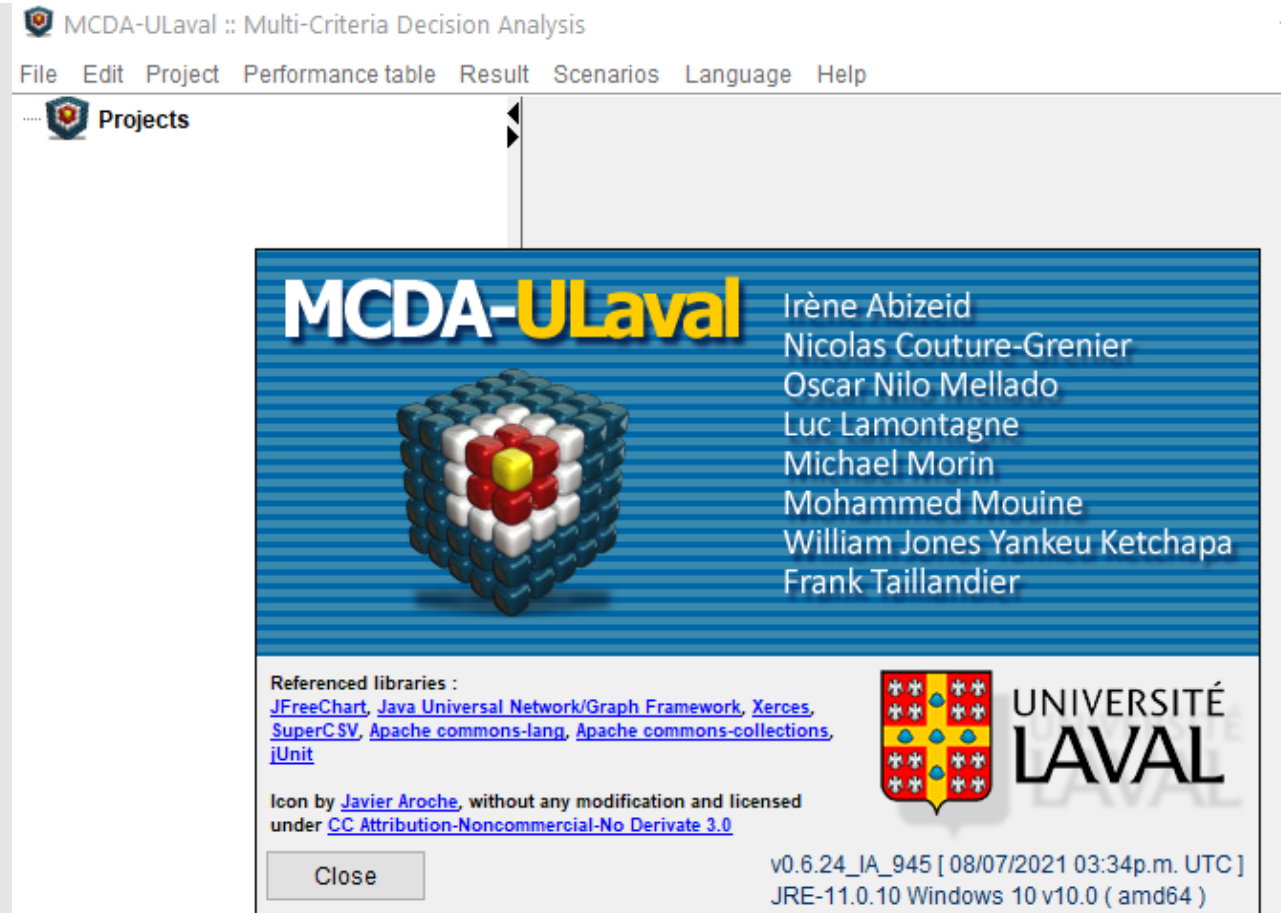 MCDA-ULaval :: Multi-Criteria Decision Analysis
File Edit Project Performance table Result Scenarios Language Help
Projects
MCDA-ULaval
Irène Abizeid
Nicolas Couture-Grenier
Oscar Nilo Mellado
Luc Lamontagne
Michael Morin
Mohammed Mouine
William Jones Yankeu Ketchapa
Frank Taillandier
Referenced libraries :
JFreeChart, Java Universal Network/Graph Framework, Xerces,
SuperCSV, Apache commons-lang, Apache commons-collections,
jUnit
Icon by Javier Aroche, without any modification and licensed
under CC Attribution-Noncommercial-No Derivate 3.0
UNIVERSITÉ
LAVAL
Close
v0.6.24_IA_945 [ 08/07/2021 03:34p.m. UTC ]
JRE-11.0.10 Windows 10 v10.0 ( amd64 )